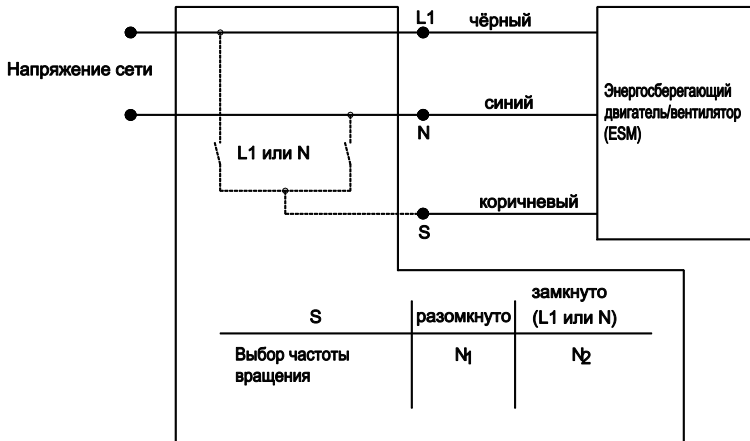 L1
чёрный
Напряжение сети
Энергосберегающий
двигатель/вентилятор
(ESM)
синий
N
L1 или N
коричневый
S
S
разомкнуто
замкнуто
(L1 или N)
Выбор частоты
вращения
N1
N2